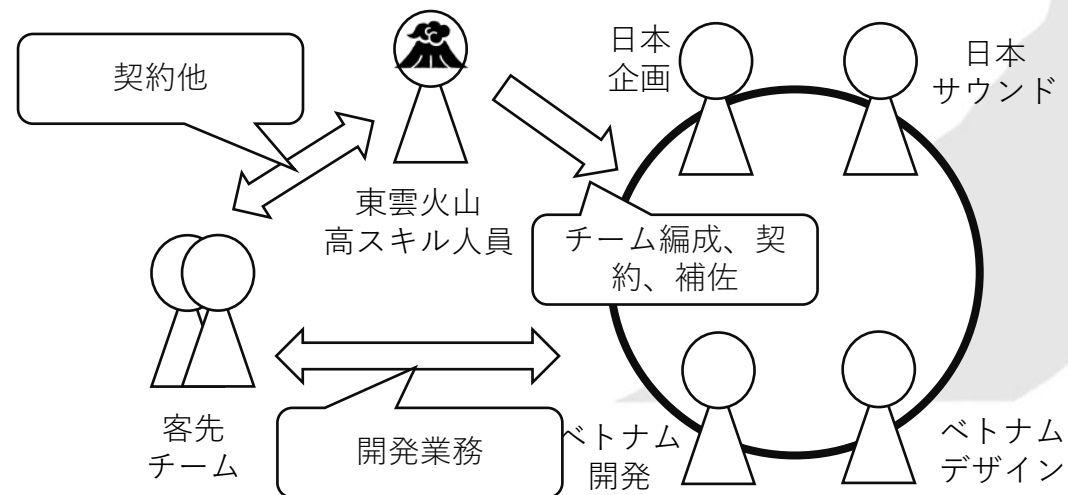 契約他
日本
企画
日本
サウンド
東雲火山
高スキル人員
チーム編成、契
約、補佐
客先
チーム
開発業務
ベトナム
開発
ベトナム
デザイン